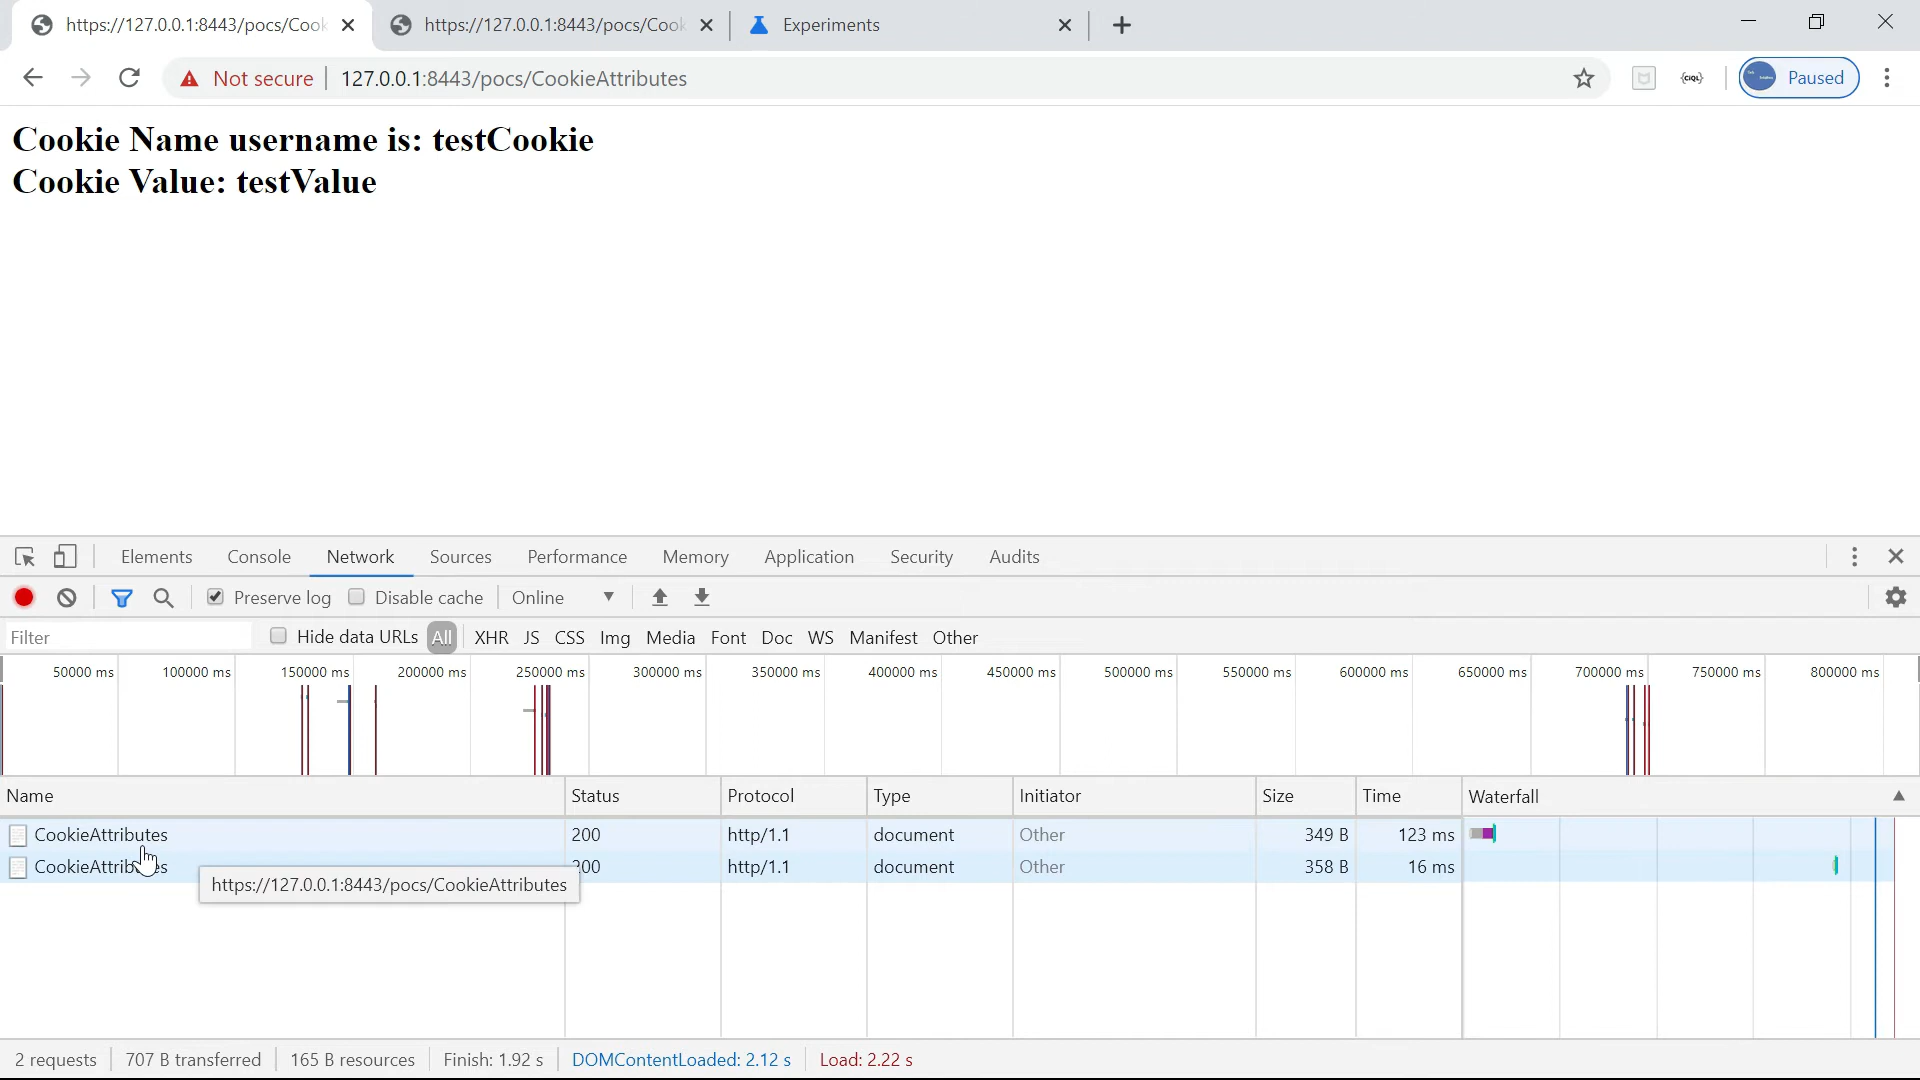 https://127.0.0.1:8443/pocs/Cook https://127.0.0.1:8443/pocs/Cook Experiments
Not secure 127.0.0.1:8443/pocs/CookieAttributes CIQL Paused
Cookie Name username is: testCookie
Cookie Value: testValue
Elements Console Network Sources Performance Memory Application Security Audits
Preserve log Disable cache Online
Filter Hide data URLs All XHR JS CSS Img Media Font Doc WS Manifest Other
50000 ms 100000 ms 150000 ms 200000 ms 250000 ms 300000 ms 350000 ms 400000 ms 450000 ms 500000 ms 550000 ms 600000 ms 650000 ms 700000 ms 750000 ms 800000 ms
Name Status Protocol Type Initiator Size Time Waterfall
CookieAttributes 200 http/1.1 document Other 349 B 123 ms
CookieAttributes 200 http/1.1 document Other 358 B 16 ms
https://127.0.0.1:8443/pocs/CookieAttributes
2 requests 707 B transferred 165 B resources Finish: 1.92 s DOMContentLoaded: 2.12 s Load: 2.22 s